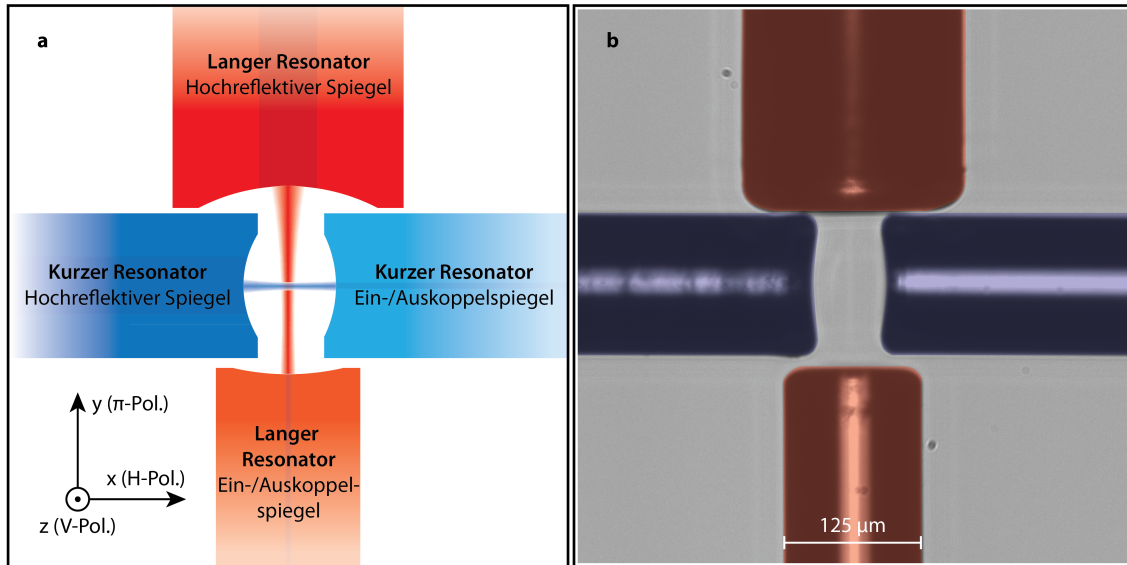 a
Langer Resonator
Hochreflektiver Spiegel
Kurzer Resonator
Hochreflektiver Spiegel
Kurzer Resonator
Ein-/Auskoppelspiegel
Langer
Resonator
Ein-/Auskoppel-
spiegel
y (π-Pol.)
x (H-Pol.)
z (V-Pol.)
b
125 μm